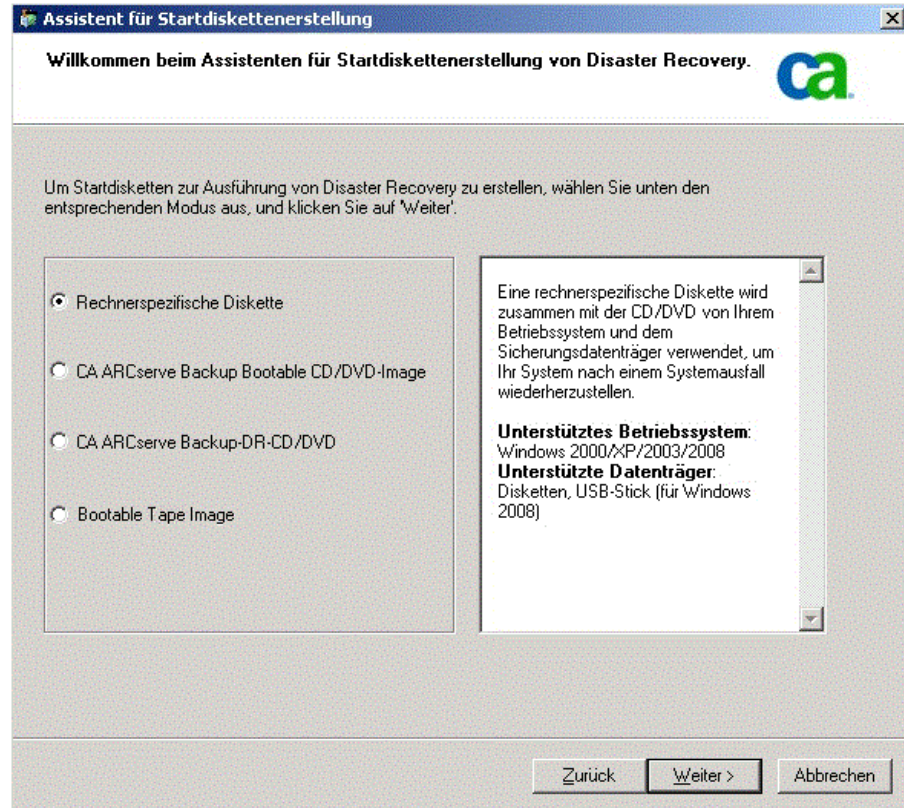 Assistent für Startdiskettenerstellung
Willkommen beim Assistenten für Startdiskettenerstellung von Disaster Recovery.
ca
Um Startdisketten zur Ausführung von Disaster Recovery zu erstellen, wählen Sie unten den
entsprechenden Modus aus, und klicken Sie auf 'Weiter'.
Rechnerspezifische Diskette
CA ARCserve Backup Bootable CD/DVD-Image
CA ARCserve Backup-DR-CD/DVD
Bootable Tape Image
Eine rechnerspezifische Diskette wird
zusammen mit der CD/DVD von Ihrem
Betriebssystem und dem
Sicherungsdatenträger verwendet, um
Ihr System nach einem Systemausfall
wiederherzustellen.
Unterstütztes Betriebssystem:
Windows 2000/XP/2003/2008
Unterstützte Datenträger:
Disketten, USB-Stick (für Windows
2008)
Zurück
Weiter >
Abbrechen